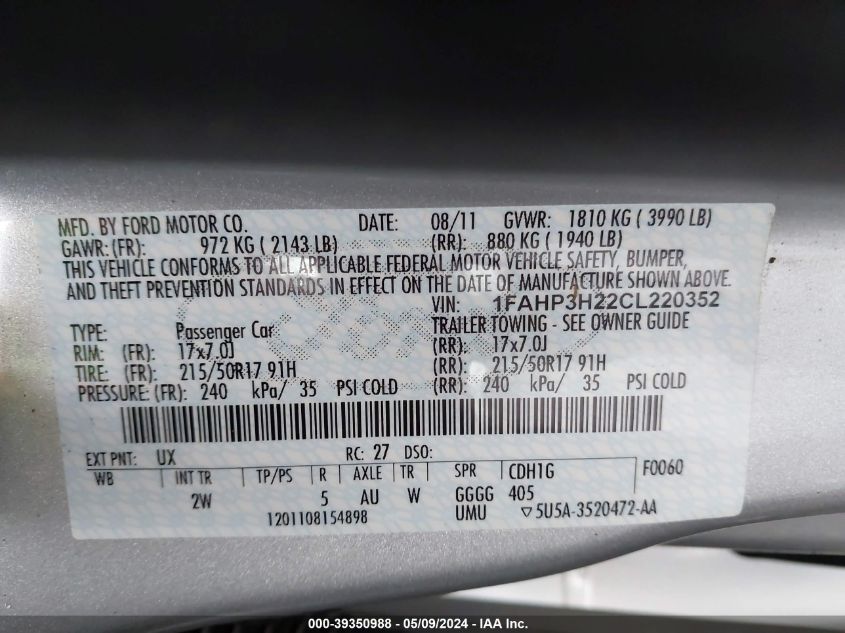 MFD. BY FORD MOTOR CO. DATE: 08/11 GVWR: 1810 KG ( 3990 LB)
GAWR: (FR): 972 KG ( 2143 LB) (RR): 880 KG ( 1940 LB)
THIS VEHICLE CONFORMS TO ALL APPLICABLE FEDERAL MOTOR VEHICLE SAFETY, BUMPER,
AND THEFT PREVENTION STANDARDS IN EFFECT ON THE DATE OF MANUFACTURE SHOWN ABOVE.
VIN: 1FAHP3H22CL220352
TYPE: Passenger Car TRAILER TOWING - SEE OWNER GUIDE
RIM: (FR): 17x7.0J (RR): 17x7.0J
TIRE: (FR): 215/50R17 91H (RR): 215/50R17 91H
PRESSURE: (FR): 240 kPa/ 35 PSI COLD (RR): 240 kPa/ 35 PSI COLD
EXT PNT: UX RC: 27 DSO:
WB INT TR TP/PS R AXLE TR SPR CDH1G F0060
2W 5 AU W GGGG 405
1201108154898 UMU ▽5U5A-3520472-AA
000-39350988 - 05/09/2024 - IAA Inc.